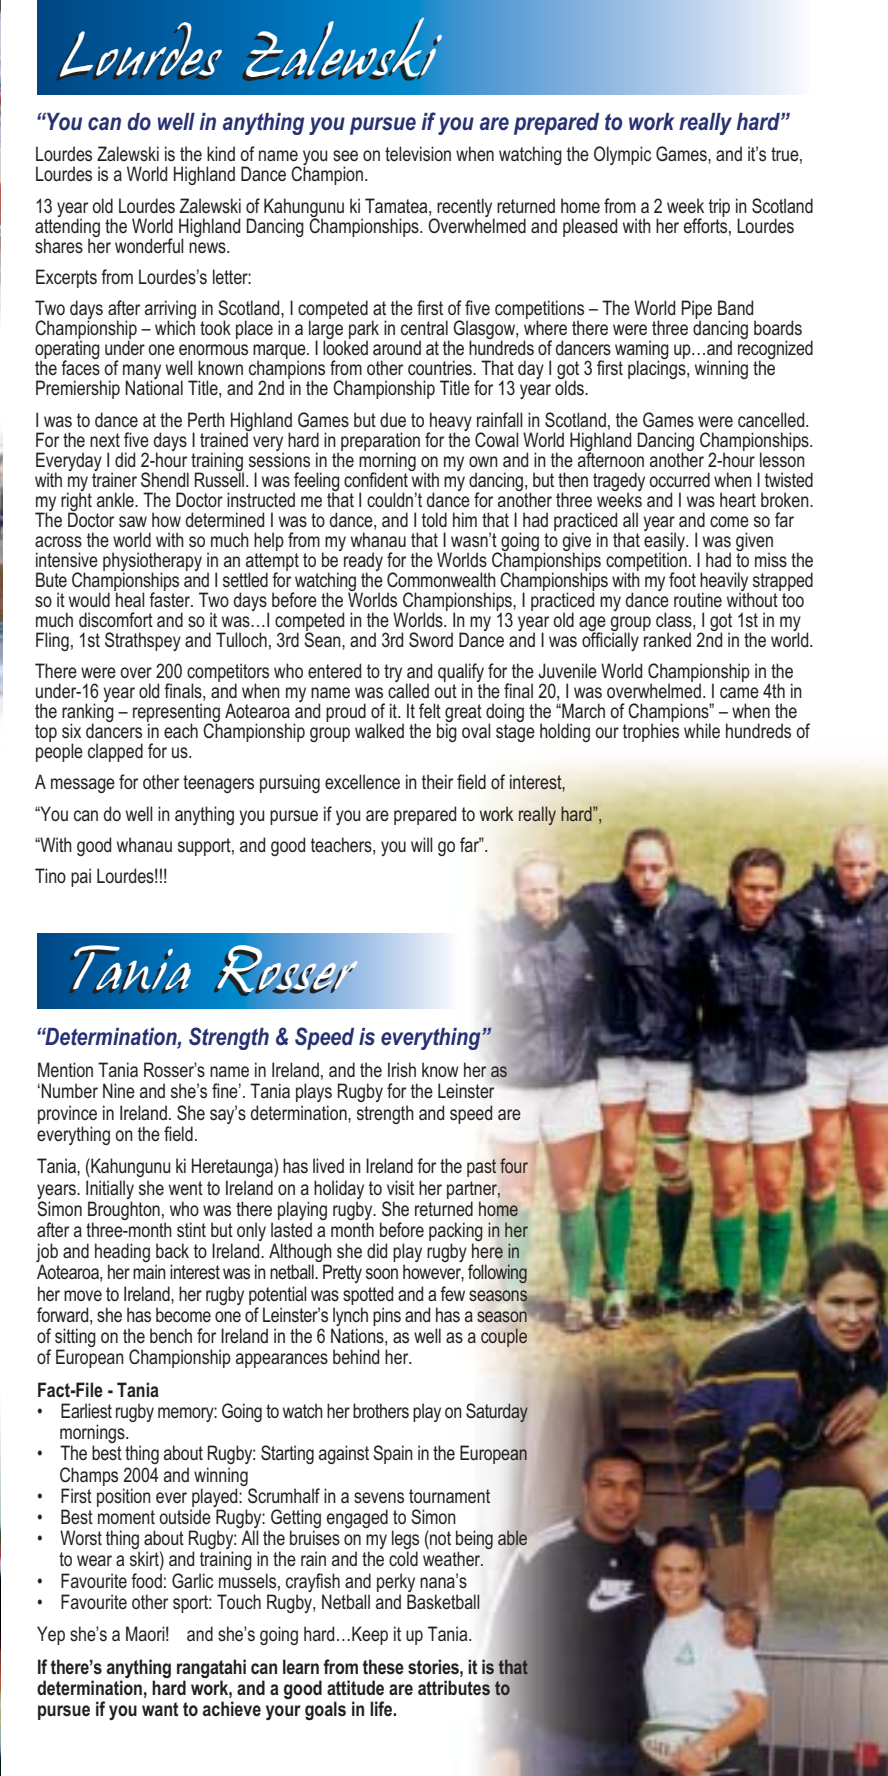 Lourdes Zalewski
“You can do well in anything you pursue if you are prepared to work really hard”
Lourdes Zalewski is the kind of name you see on television when watching the Olympic Games, and it’s true,
Lourdes is a World Highland Dance Champion.
13 year old Lourdes Zalewski of Kahungunu ki Tamatea, recently returned home from a 2 week trip in Scotland
attending the World Highland Dancing Championships. Overwhelmed and pleased with her efforts, Lourdes
shares her wonderful news.
Excerpts from Lourdes’s letter:
Two days after arriving in Scotland, I competed at the first of five competitions – The World Pipe Band
Championship – which took place in a large park in central Glasgow, where there were three dancing boards
operating under one enormous marque. I looked around at the hundreds of dancers waming up…and recognized
the faces of many well known champions from other countries. That day I got 3 first placings, winning the
Premiership National Title, and 2nd in the Championship Title for 13 year olds.
I was to dance at the Perth Highland Games but due to heavy rainfall in Scotland, the Games were cancelled.
For the next five days I trained very hard in preparation for the Cowal World Highland Dancing Championships.
Everyday I did 2-hour training sessions in the morning on my own and in the afternoon another 2-hour lesson
with my trainer Shendl Russell. I was feeling confident with my dancing, but then tragedy occurred when I twisted
my right ankle. The Doctor instructed me that I couldn’t dance for another three weeks and I was heart broken.
The Doctor saw how determined I was to dance, and I told him that I had practiced all year and come so far
across the world with so much help from my whanau that I wasn’t going to give in that easily. I was given
intensive physiotherapy in an attempt to be ready for the Worlds Championships competition. I had to miss the
Bute Championships and I settled for watching the Commonwealth Championships with my foot heavily strapped
so it would heal faster. Two days before the Worlds Championships, I practiced my dance routine without too
much discomfort and so it was…I competed in the Worlds. In my 13 year old age group class, I got 1st in my
Fling, 1st Strathspey and Tulloch, 3rd Sean, and 3rd Sword Dance and I was officially ranked 2nd in the world.
There were over 200 competitors who entered to try and qualify for the Juvenile World Championship in the
under-16 year old finals, and when my name was called out in the final 20, I was overwhelmed. I came 4th in
the ranking – representing Aotearoa and proud of it. It felt great doing the “March of Champions” – when the
top six dancers in each Championship group walked the big oval stage holding our trophies while hundreds of
people clapped for us.
A message for other teenagers pursuing excellence in their field of interest,
“You can do well in anything you pursue if you are prepared to work really hard”,
“With good whanau support, and good teachers, you will go far”.
Tino pai Lourdes!!!
Tania Rosser
“Determination, Strength & Speed is everything”
Mention Tania Rosser’s name in Ireland, and the Irish know her as
‘Number Nine and she’s fine’. Tania plays Rugby for the Leinster
province in Ireland. She say’s determination, strength and speed are
everything on the field.
Tania, (Kahungunu ki Heretaunga) has lived in Ireland for the past four
years. Initially she went to Ireland on a holiday to visit her partner,
Simon Broughton, who was there playing rugby. She returned home
after a three-month stint but only lasted a month before packing in her
job and heading back to Ireland. Although she did play rugby here in
Aotearoa, her main interest was in netball. Pretty soon however, following
her move to Ireland, her rugby potential was spotted and a few seasons
forward, she has become one of Leinster’s lynch pins and has a season
of sitting on the bench for Ireland in the 6 Nations, as well as a couple
of European Championship appearances behind her.
Fact-File - Tania
• Earliest rugby memory: Going to watch her brothers play on Saturday
mornings.
• The best thing about Rugby: Starting against Spain in the European
Champs 2004 and winning
• First position ever played: Scrumhalf in a sevens tournament
• Best moment outside Rugby: Getting engaged to Simon
• Worst thing about Rugby: All the bruises on my legs (not being able
to wear a skirt) and training in the rain and the cold weather.
• Favourite food: Garlic mussels, crayfish and perky nana’s
• Favourite other sport: Touch Rugby, Netball and Basketball
Yep she’s a Maori! and she’s going hard…Keep it up Tania.
If there’s anything rangatahi can learn from these stories, it is that
determination, hard work, and a good attitude are attributes to
pursue if you want to achieve your goals in life.